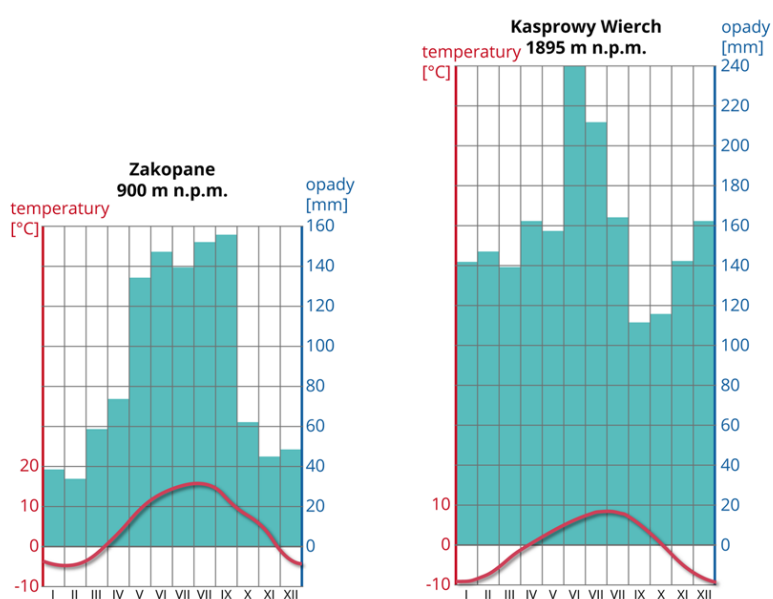 Zakopane
900 m n.p.m.
temperatury
[°C]
opady
[mm]
160
140
120
100
80
60
40
20
0
20
10
0
-10
I II III IV V VI VII VII IX X XI XII
Kasprowy Wierch
1895 m n.p.m.
temperatury
[°C]
opady
[mm]
240
220
200
180
160
140
120
100
80
60
40
20
0
10
0
-10
I II III IV V VI VII VII IX X XI XII